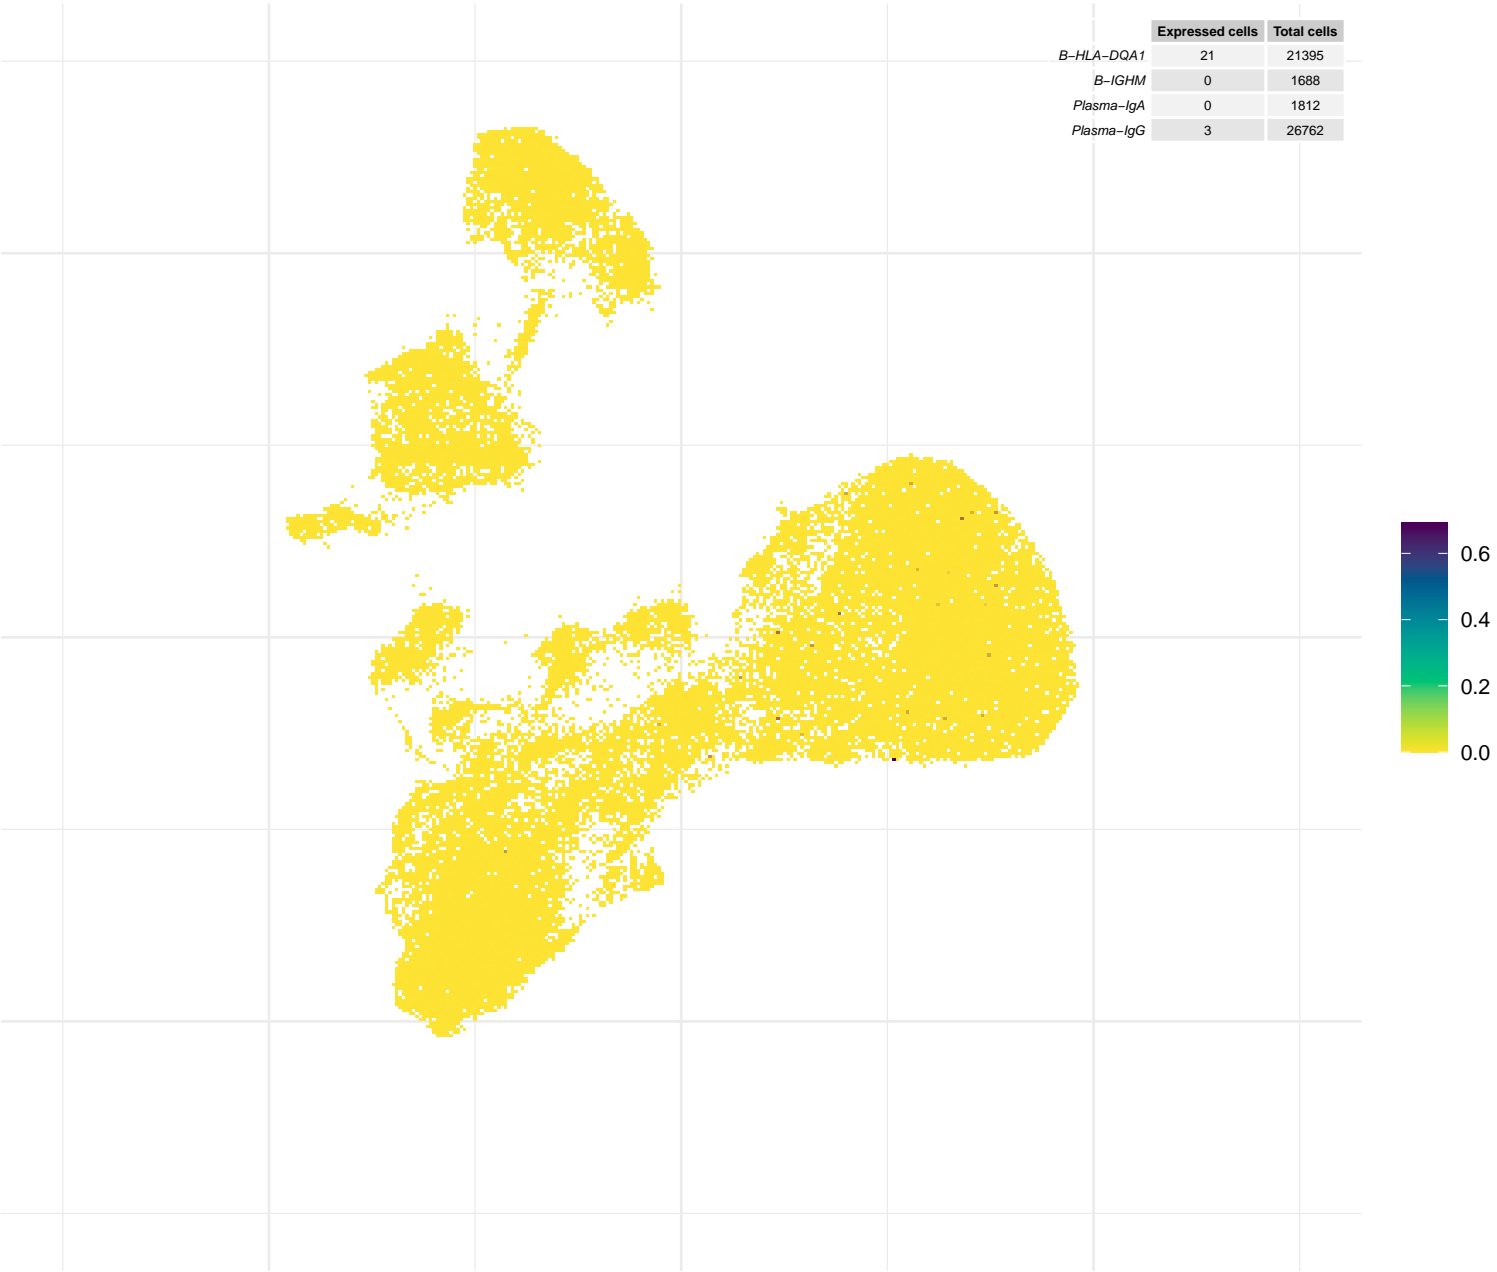 Expressed cells Total cells
B−HLA−DQA1 21 21395
B−IGHM 0 1688
Plasma−IgA 0 1812
Plasma−IgG 3 26762
0.6
0.4
0.2
0.0